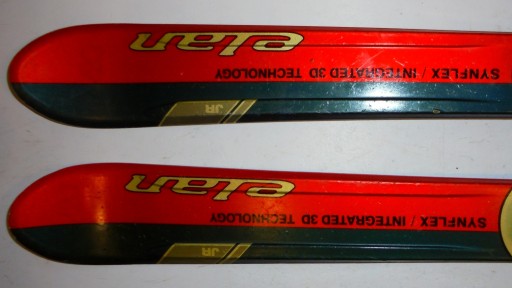 elan
SYNFLEX / INTEGRATED 3D TECHNOLOGY
JR
elan
SYNFLEX / INTEGRATED 3D TECHNOLOGY
JR